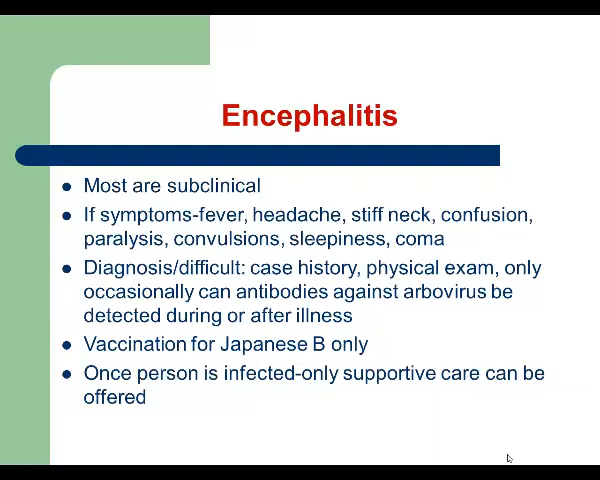 Encephalitis
● Most are subclinical
● If symptoms-fever, headache, stiff neck, confusion,
paralysis, convulsions, sleepiness, coma
● Diagnosis/difficult: case history, physical exam, only
occasionally can antibodies against arbovirus be
detected during or after illness
● Vaccination for Japanese B only
● Once person is infected-only supportive care can be
offered